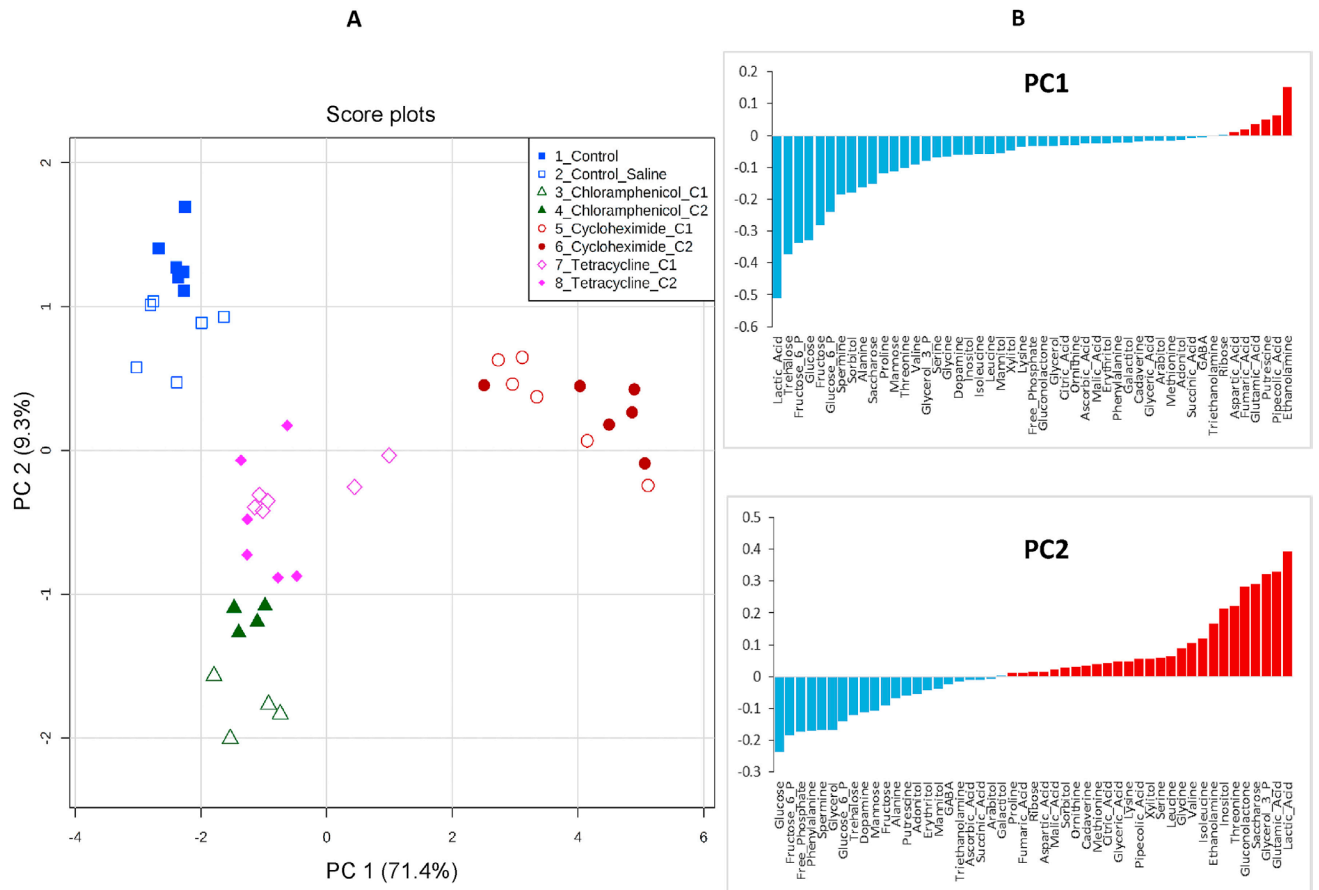 A
B
Score plots
1_Control
2_Control_Saline
3_Chloramphenicol_C1
4_Chloramphenicol_C2
5_Cycloheximide_C1
6_Cycloheximide_C2
7_Tetracycline_C1
8_Tetracycline_C2
2
1
0
-1
-2
PC 2 (9.3%)
-4
-2
0
2
4
6
PC 1 (71.4%)
PC1
0.2
0.1
0
-0.1
-0.2
-0.3
-0.4
-0.5
-0.6
Lactic_Acid
Trehalose
Fructose_6_P
Glucose
Fructose
Glucose_6_P
Spermine
Sorbitol
Alanine
Saccharose
Proline
Mannose
Threonine
Valine
Glycerol_3_P
Serine
Glycine
Dopamine
Inositol
Isoleucine
Leucine
Mannitol
Xylitol
Lysine
Free_Phosphate
Gluconolactone
Glycerol
Citric_Acid
Ornithine
Ascorbic_Acid
Malic_Acid
Erythritol
Phenylalanine
Galactitol
Cadaverine
Glyceric_Acid
Arabitol
Methionine
Adonitol
Succinic_Acid
GABA
Triethanolamine
Ribose
Aspartic_Acid
Fumaric_Acid
Glutamic_Acid
Putrescine
Pipecolic_Acid
Ethanolamine
PC2
0.5
0.4
0.3
0.2
0.1
0
-0.1
-0.2
-0.3
Glucose
Fructose_6_P
Free_Phosphate
Phenylalanine
Spermine
Glycerol
Glucose_6_P
Trehalose
Dopamine
Mannose
Fructose
Alanine
Putrescine
Adonitol
Erythritol
Mannitol
GABA
Triethanolamine
Ascorbic_Acid
Succinic_Acid
Arabitol
Galactitol
Proline
Fumaric_Acid
Ribose
Aspartic_Acid
Malic_Acid
Sorbitol
Ornithine
Cadaverine
Methionine
Citric_Acid
Glyceric_Acid
Lysine
Pipecolic_Acid
Xylitol
Serine
Leucine
Glycine
Valine
Isoleucine
Ethanolamine
Inositol
Threonine
Gluconolactone
Saccharose
Glycerol_3_P
Glutamic_Acid
Lactic_Acid